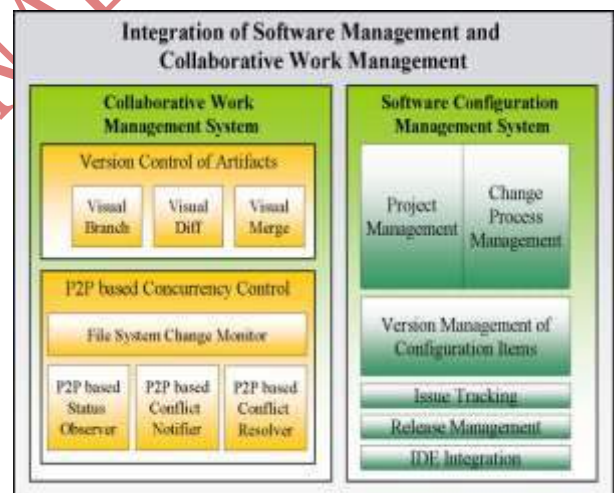 Integration of Software Management and
Collaborative Work Management
Collaborative Work
Management System
Version Control of Artifacts
Visual
Branch
Visual
Diff
Visual
Merge
P2P based Concurrency Control
File System Change Monitor
P2P based
Status
Observer
P2P based
Conflict
Notifier
P2P based
Conflict
Resolver
Software Configuration
Management System
Project
Management
Change
Process
Management
Version Management of
Configuration Items
Issue Tracking
Release Management
IDE Integration